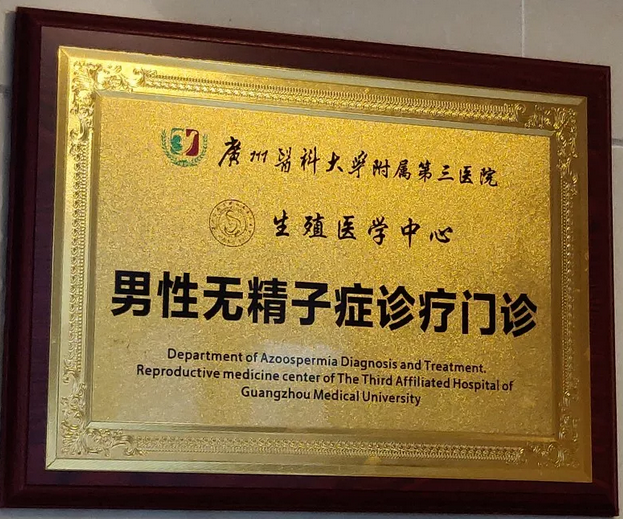 廣州醫科大學附属第三医院
生殖医学中心
男性无精子症诊疗门诊
Department of Azoospermia Diagnosis and Treatment.
Reproductive medicine center of The Third Affiliated Hospital of
Guangzhou Medical University